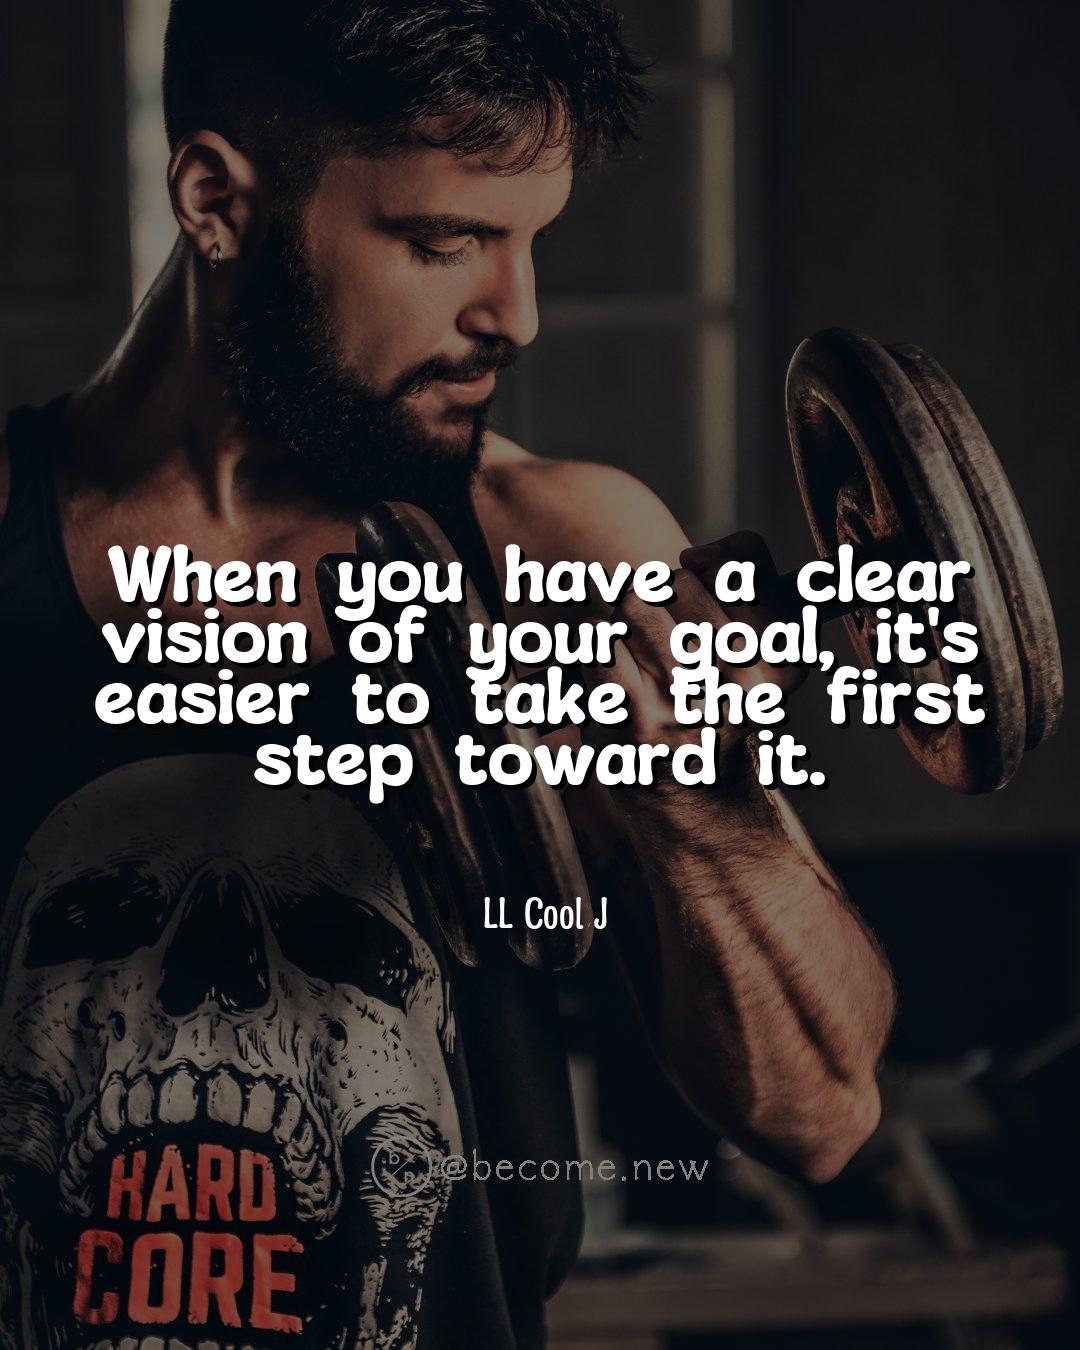 When you have a clear
vision of your goal, it's
easier to take the first
step toward it.
LL Cool J
@become.new
HARD
CORE